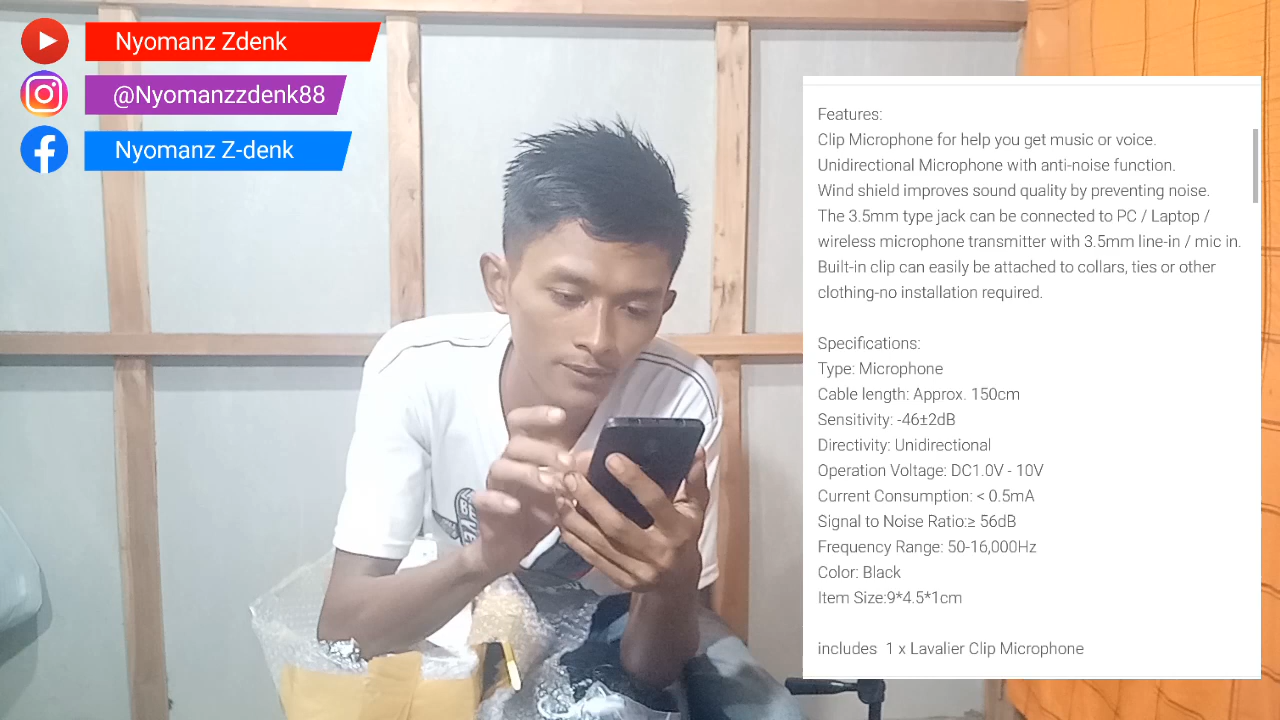 Nyomanz Zdenk
@Nyomanzzdenk88
Nyomanz Z-denk
Features:
Clip Microphone for help you get music or voice.
Unidirectional Microphone with anti-noise function.
Wind shield improves sound quality by preventing noise.
The 3.5mm type jack can be connected to PC / Laptop /
wireless microphone transmitter with 3.5mm line-in / mic in.
Built-in clip can easily be attached to collars, ties or other
clothing-no installation required.
Specifications:
Type: Microphone
Cable length: Approx. 150cm
Sensitivity: -46±2dB
Directivity: Unidirectional
Operation Voltage: DC1.0V - 10V
Current Consumption: < 0.5mA
Signal to Noise Ratio:≥ 56dB
Frequency Range: 50-16,000Hz
Color: Black
Item Size:9*4.5*1cm
includes  1 x Lavalier Clip Microphone